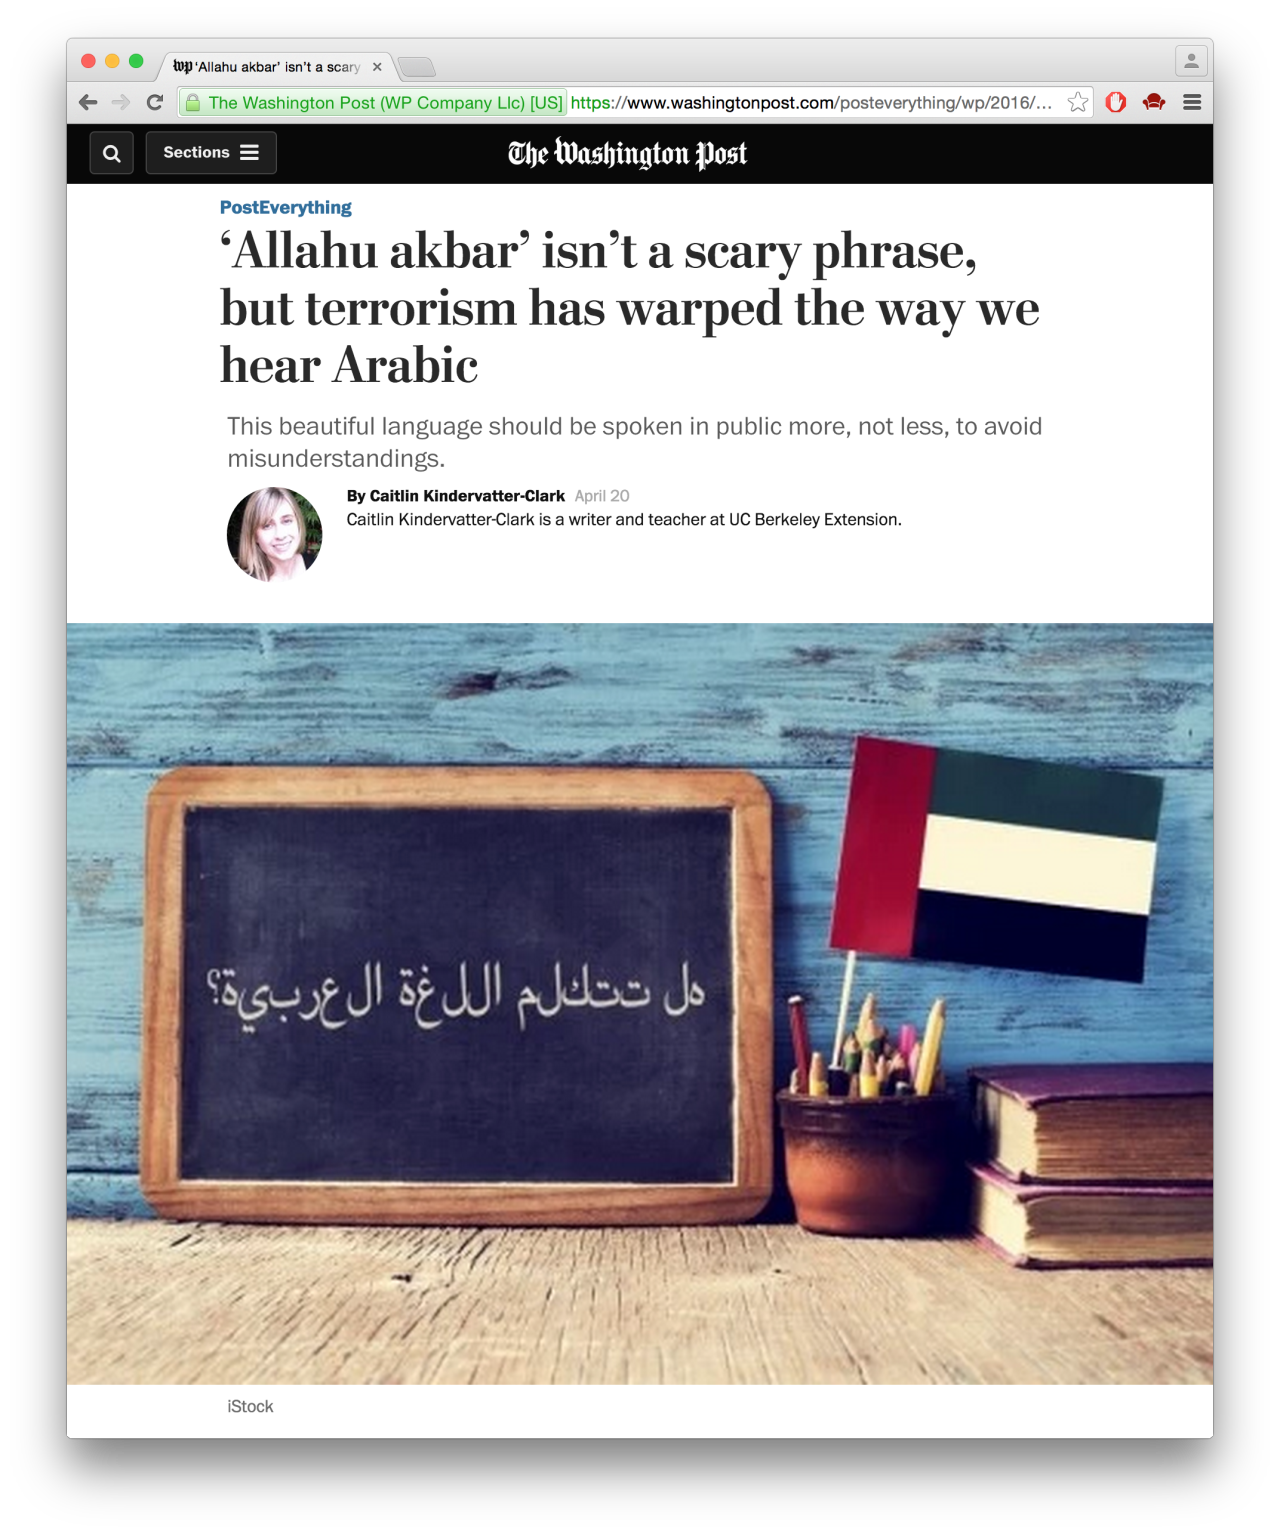 wp 'Allahu akbar' isn't a scary
The Washington Post (WP Company Llc) [US] https://www.washingtonpost.com/posteverything/wp/2016/...
Sections
The Washington Post
PostEverything
‘Allahu akbar’ isn’t a scary phrase,
but terrorism has warped the way we
hear Arabic
This beautiful language should be spoken in public more, not less, to avoid
misunderstandings.
By Caitlin Kindervatter-Clark April 20
Caitlin Kindervatter-Clark is a writer and teacher at UC Berkeley Extension.
هل تتكلم اللغة العربية؟
iStock